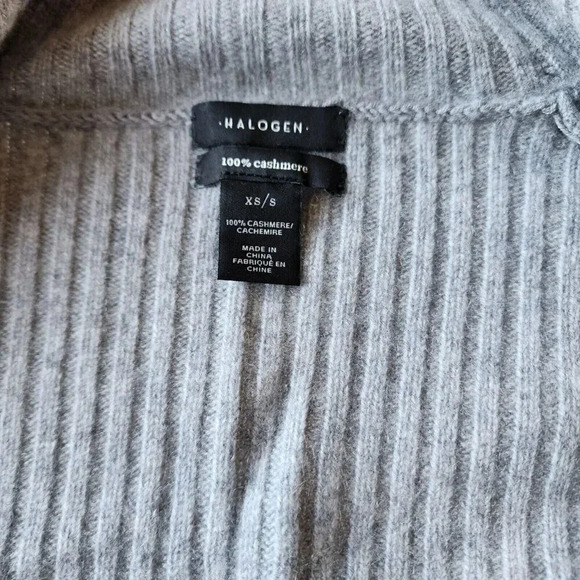 ·HALOGEN·
100% cashmere
XS/S
100% CASHMERE/
CACHEMIRE
MADE IN
CHINA
FABRIQUÉ EN
CHINE